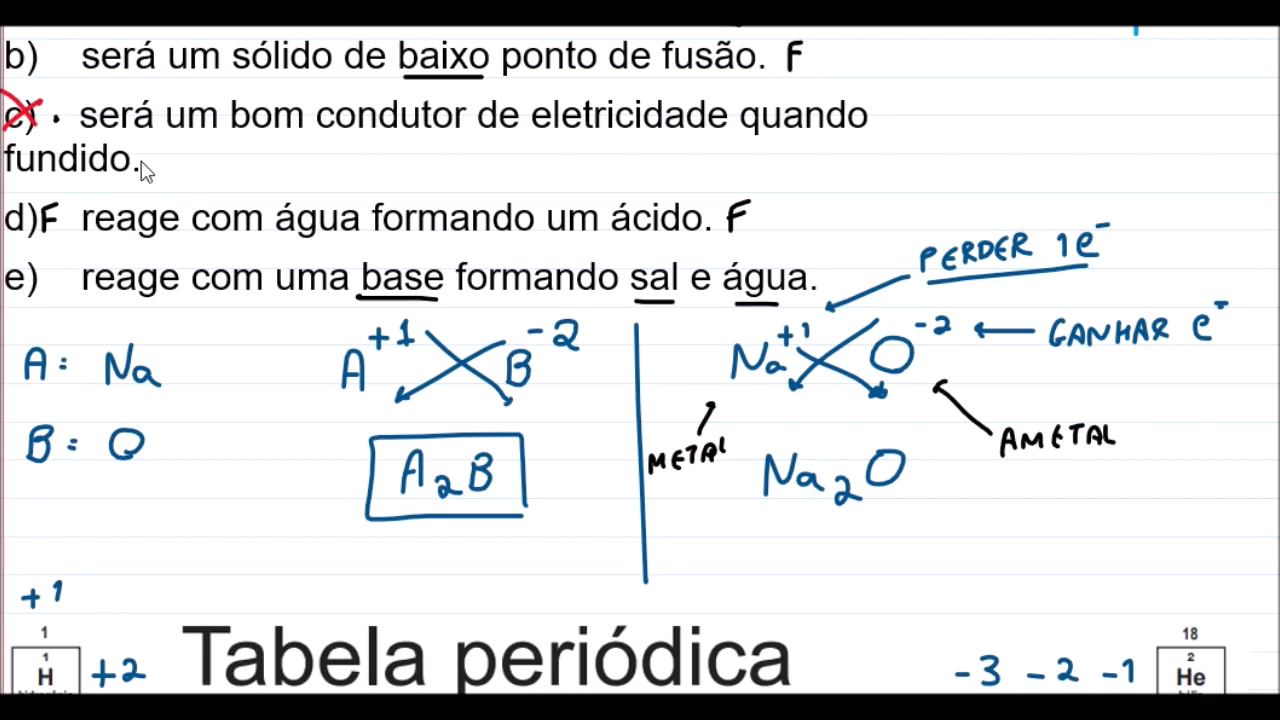 b) será um sólido de baixo ponto de fusão. F
c) . será um bom condutor de eletricidade quando
fundido.
d)F reage com água formando um ácido. F
PERDER 1e-
e) reage com uma base formando sal e água.
A+1 B-2
Na+1 O-2 GANHAR e-
A: Na
B: O
METAL
AMETAL
A2B
Na2O
+1
1
18
1
H
+2
Tabela periódica
-3 -2 -1
2
He